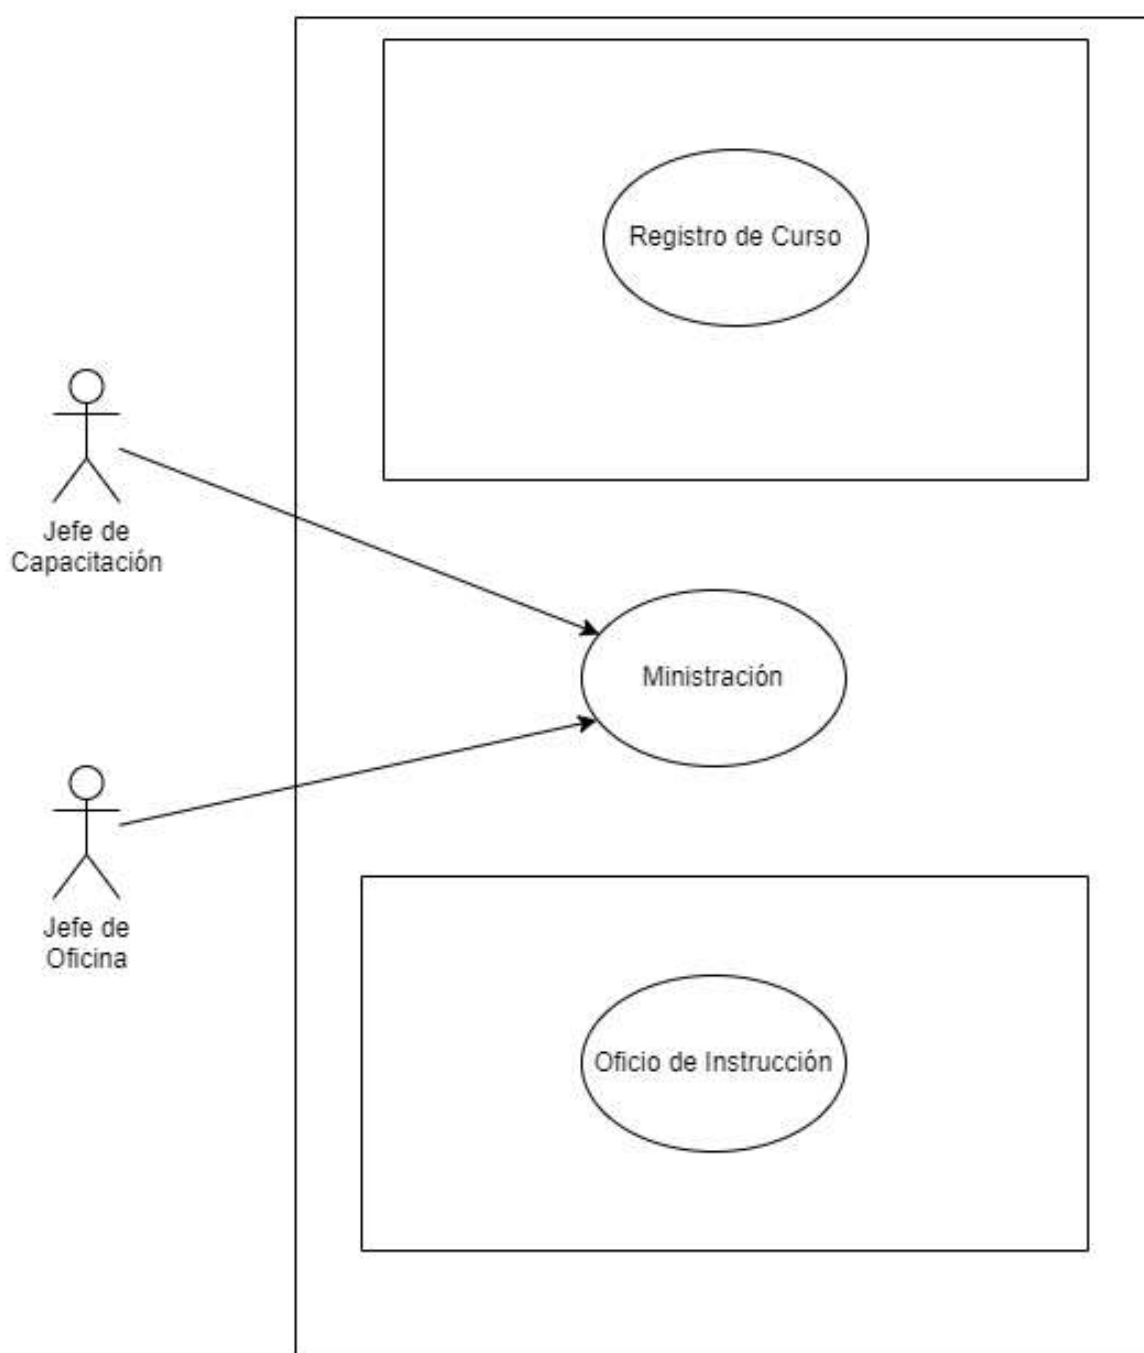 Registro de Curso
Jefe de
Capacitación
Ministración
Jefe de
Oficina
Oficio de Instrucción